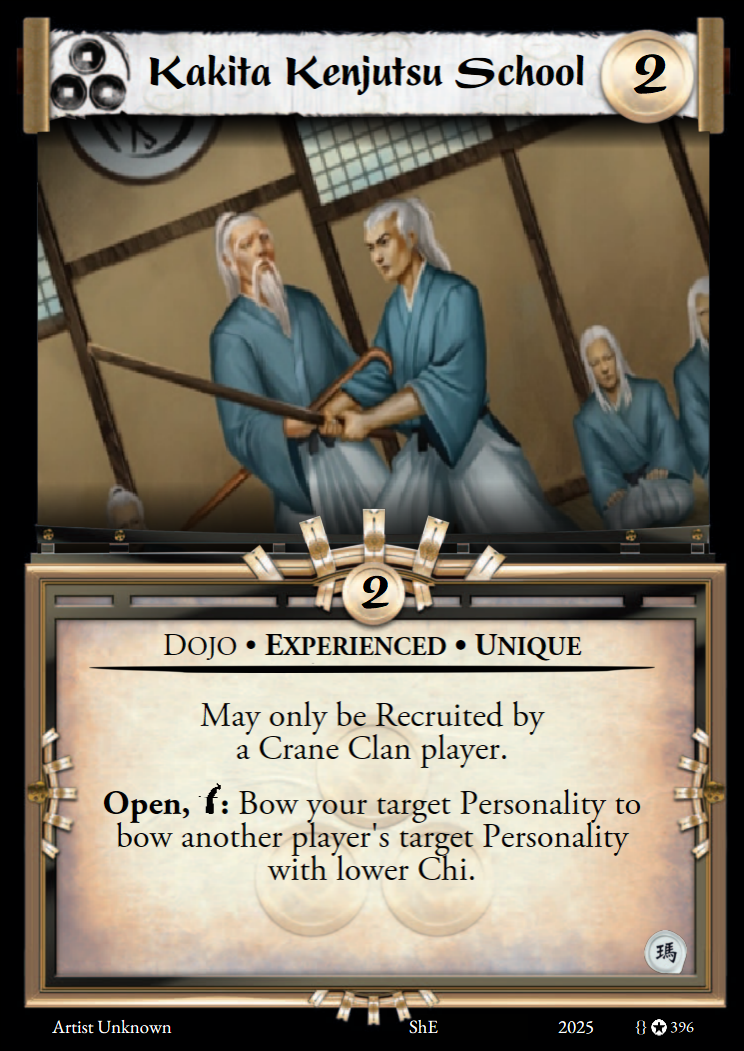 Kakita Kenjutsu School 2
2
Dojo • Experienced • Unique
May only be Recruited by
a Crane Clan player.
Open, : Bow your target Personality to
bow another player's target Personality
with lower Chi.
瑪
Artist Unknown ShE 2025 {} 396